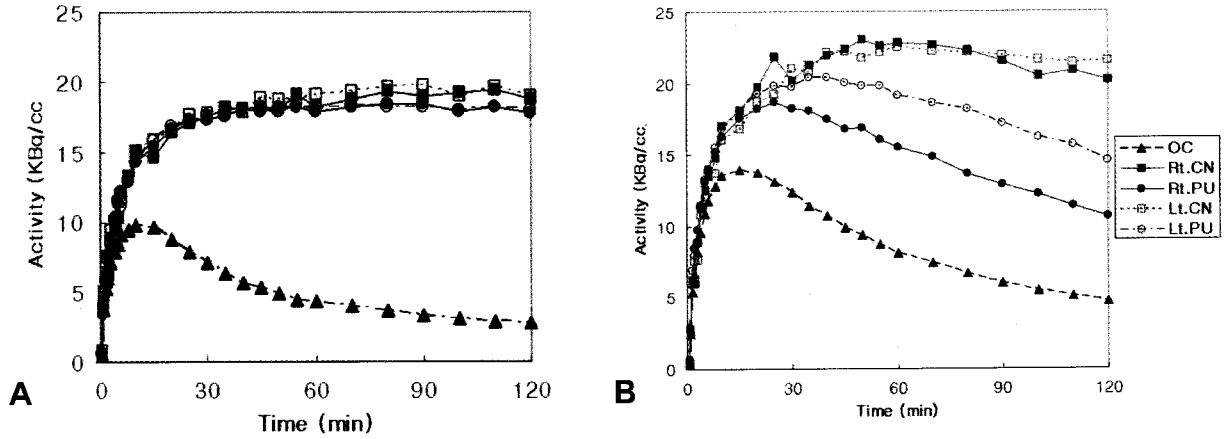 25
20
15
10
5
0
Activity (KBq/cc)
0 30 60 90 120
Time (min)
A
25
20
15
10
5
0
Activity (KBq/cc)
0 30 60 90 120
Time (min)
B
OC
Rt.CN
Rt.PU
Lt.CN
Lt.PU